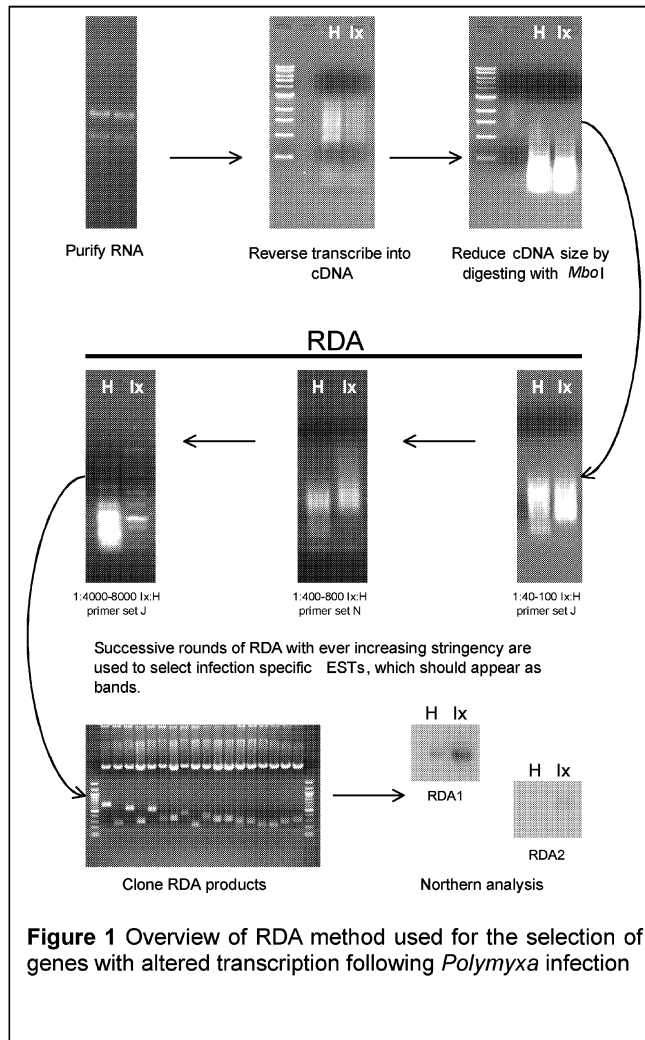 H Ix
H Ix
Purify RNA
Reverse transcribe into
cDNA
Reduce cDNA size by
digesting with MboI
RDA
H Ix
H Ix
H Ix
1:4000-8000 Ix:H
primer set J
1:400-800 Ix:H
primer set N
1:40-100 Ix:H
primer set J
Successive rounds of RDA with ever increasing stringency are
used to select infection specific ESTs, which should appear as
bands.
H Ix
RDA1
H Ix
RDA2
Clone RDA products
Northern analysis
Figure 1 Overview of RDA method used for the selection of
genes with altered transcription following Polymyxa infection